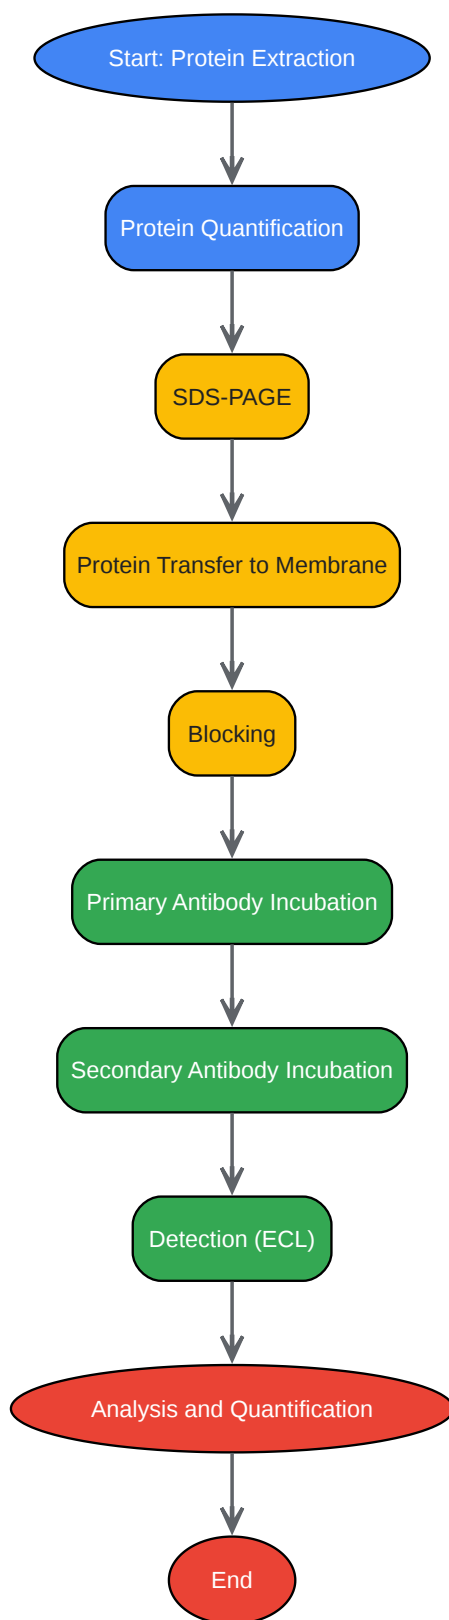 Start: Protein Extraction
Protein Quantification
SDS-PAGE
Protein Transfer to Membrane
Blocking
Primary Antibody Incubation
Secondary Antibody Incubation
Detection (ECL)
Analysis and Quantification
End